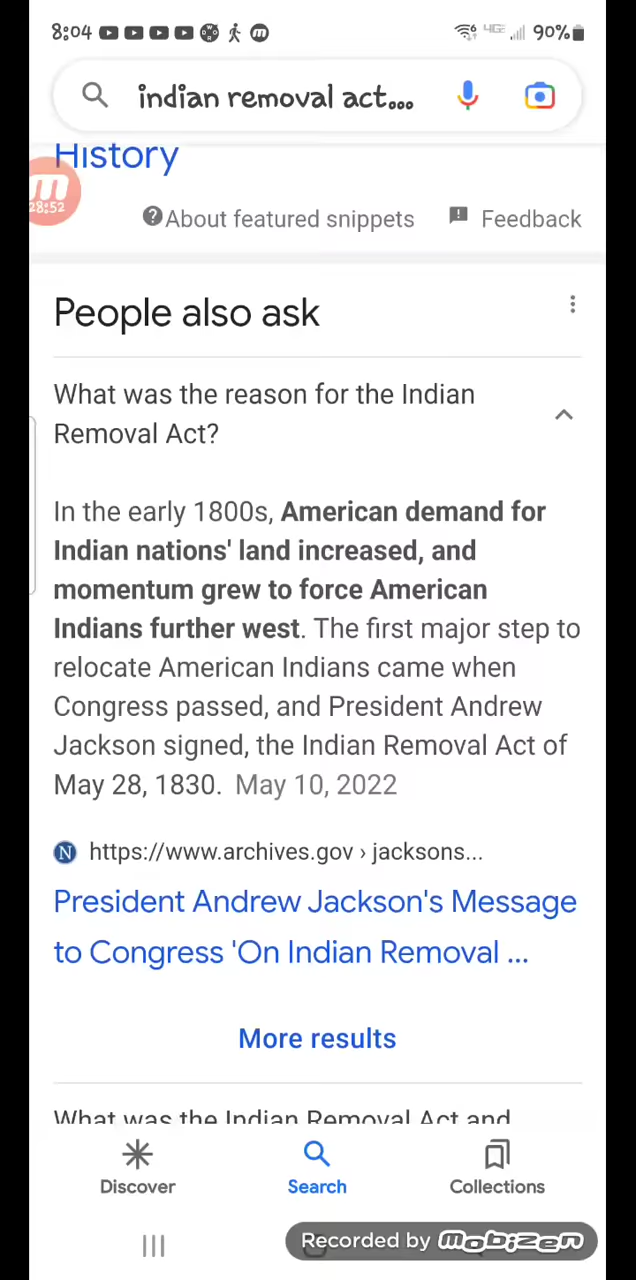 8:04
4GE 90%
indian removal act...
History
28:52
About featured snippets Feedback
People also ask
What was the reason for the Indian
Removal Act?
In the early 1800s, American demand for
Indian nations' land increased, and
momentum grew to force American
Indians further west. The first major step to
relocate American Indians came when
Congress passed, and President Andrew
Jackson signed, the Indian Removal Act of
May 28, 1830. May 10, 2022
N https://www.archives.gov › jacksons...
President Andrew Jackson's Message
to Congress 'On Indian Removal ...
More results
What was the Indian Removal Act and
Discover Search Collections
Recorded by mobizen